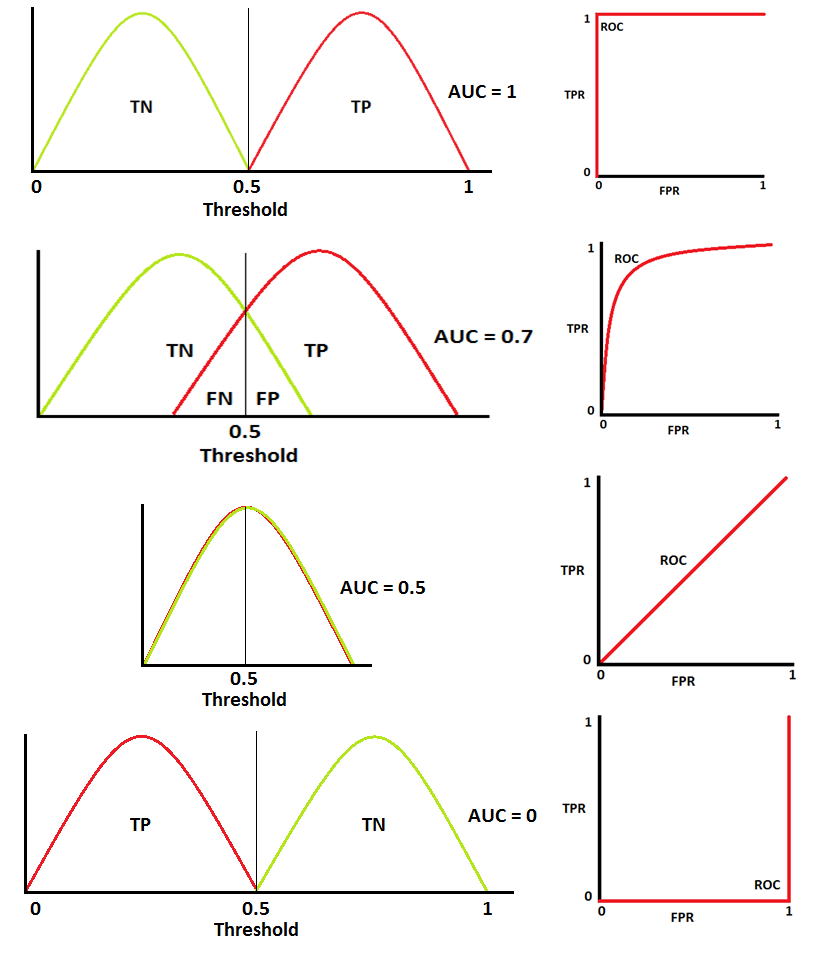 1
ROC
AUC = 1
TPR
TN
TP
0
0 0.5 1
0 1
FPR
Threshold
1
ROC
TPR
AUC = 0.7
TN
TP
FN FP
0
0 1
0.5
FPR
Threshold
1
ROC
TPR
AUC = 0.5
0
0 1
0.5
FPR
Threshold
1
TPR
AUC = 0
TP
TN
ROC
0
0 0.5 1
0 1
FPR
Threshold